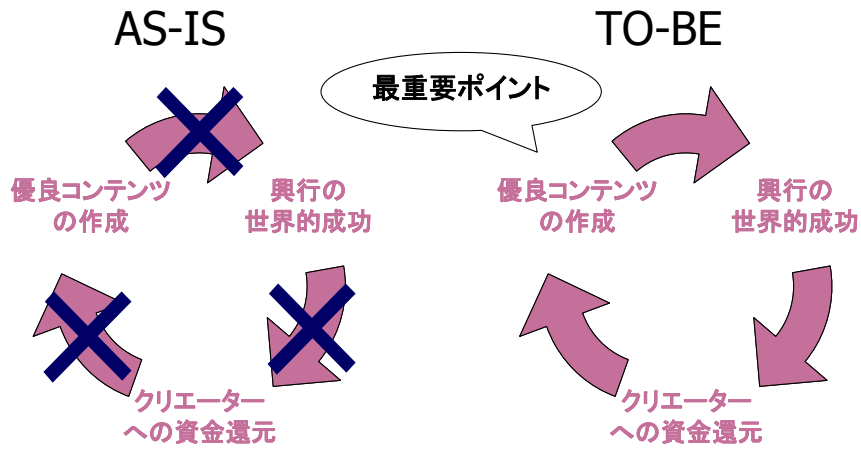 AS-IS
TO-BE
最重要ポイント
優良コンテンツ
の作成
興行の
世界的成功
クリエーター
への資金還元
優良コンテンツ
の作成
興行の
世界的成功
クリエーター
への資金還元